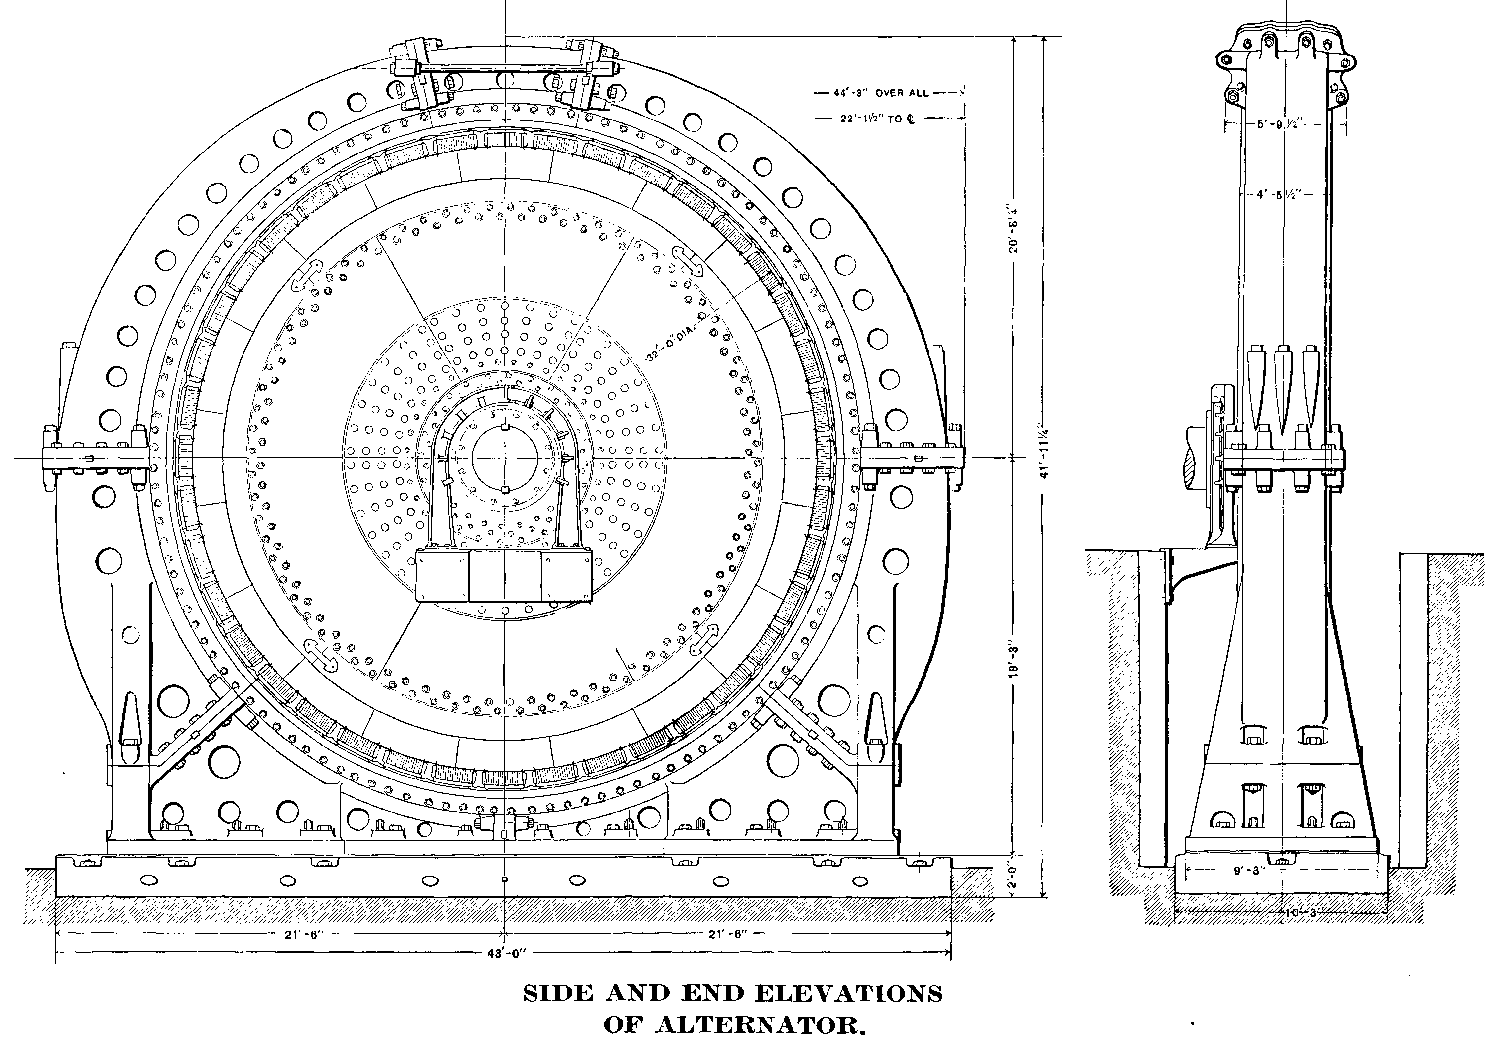 44'-3" OVER ALL
22'-1½" TO ℄
5'-9½"
4'-5½"
20'-8¼"
32'-0" DIA.
41'-11¼"
19'-3"
2'-0"
9'-3"
10'-3"
21'-6"
21'-6"
43'-0"
SIDE AND END ELEVATIONS
OF ALTERNATOR.